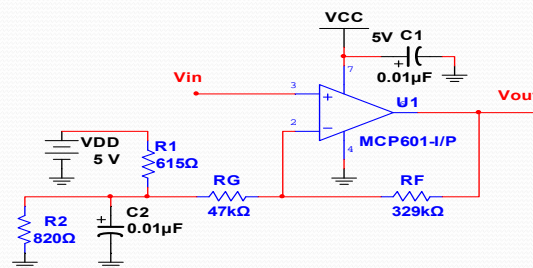 VCC
5V
C1
+
0.01µF
7
Vin
3
+
U1
6
Vout
2
−
MCP601-I/P
4
VDD
5 V
R1
615Ω
RG
47kΩ
RF
329kΩ
R2
820Ω
+
C2
0.01µF